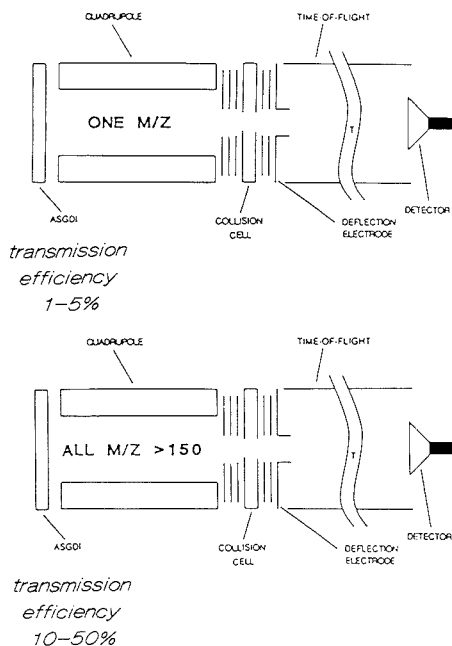 QUADRUPOLE
TIME-OF-FLIGHT
ONE M/Z
T
ASGDI
COLLISION
CELL
DEFLECTION
ELECTRODE
DETECTOR
transmission
efficiency
1-5%
QUADRUPOLE
TIME-OF-FLIGHT
ALL M/Z >150
T
ASGDI
COLLISION
CELL
DEFLECTION
ELECTRODE
DETECTOR
transmission
efficiency
10-50%